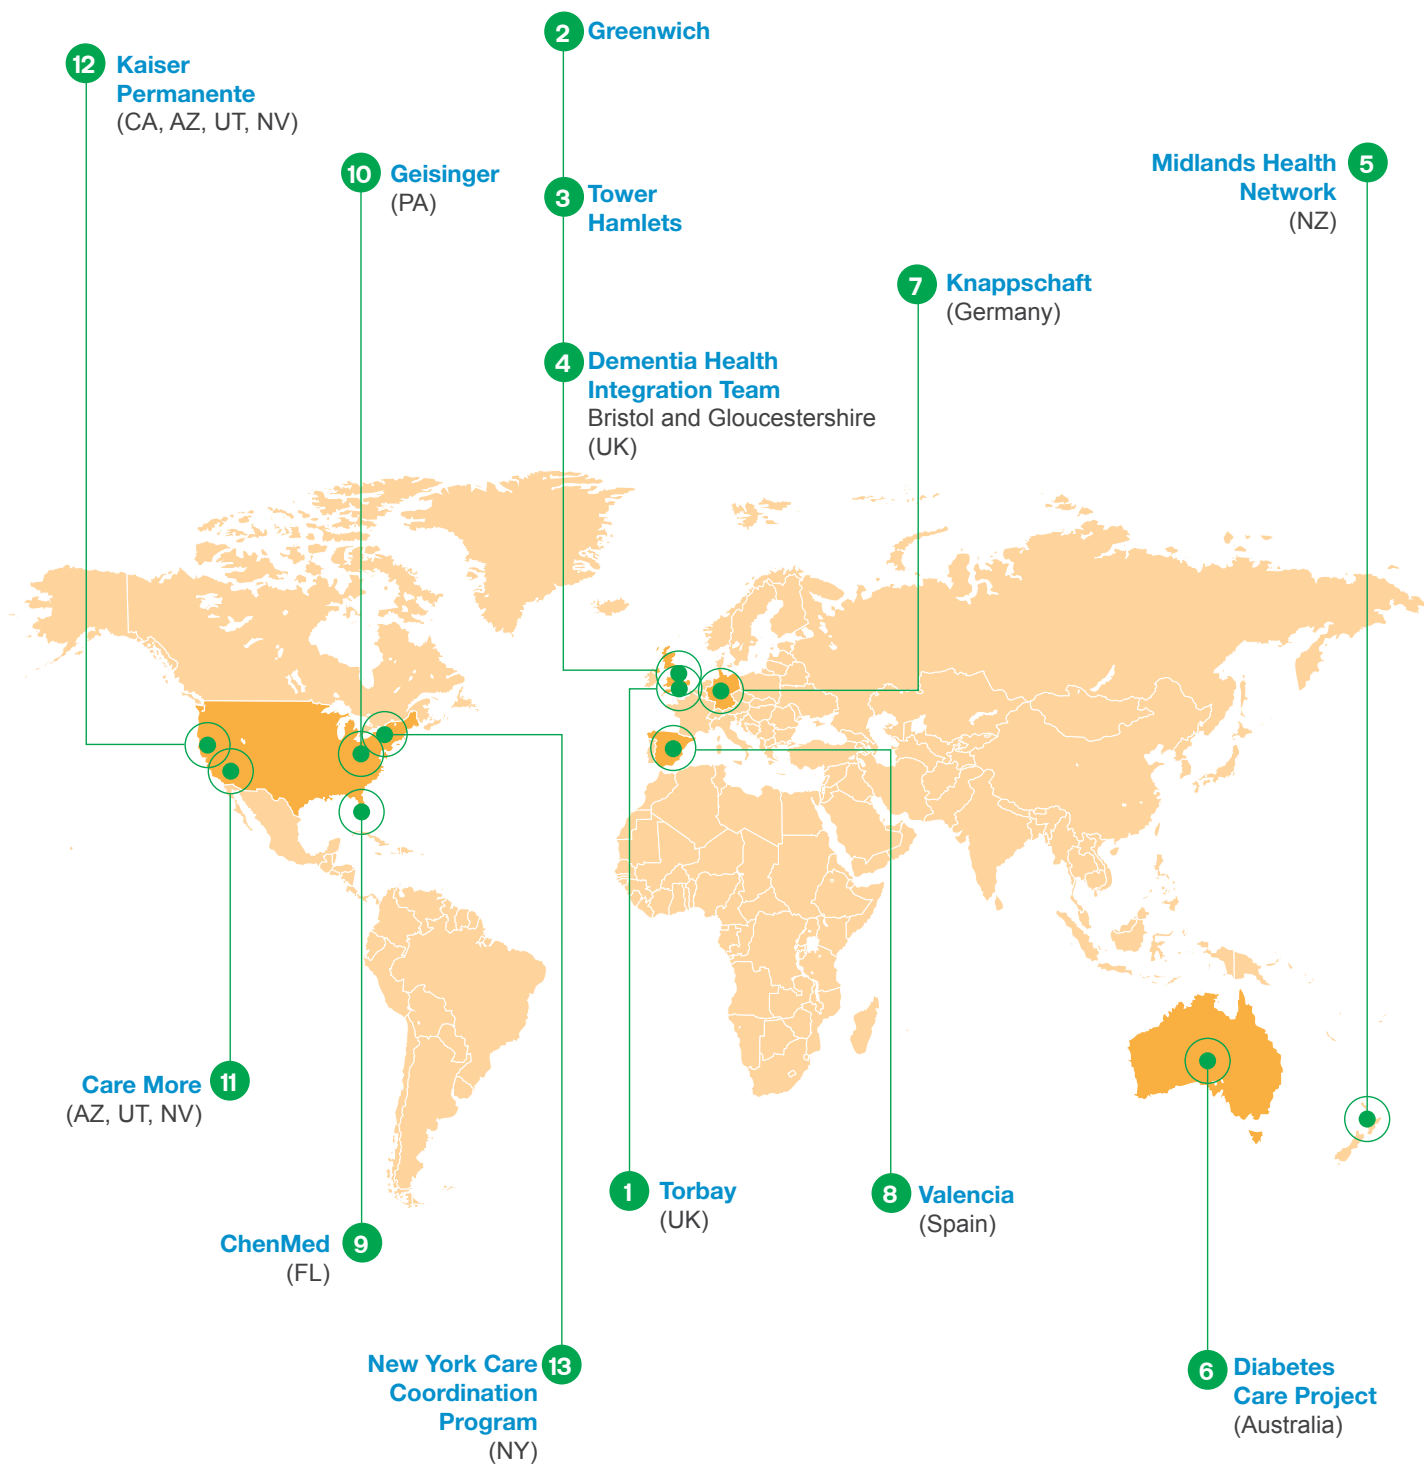 2 Greenwich
12 Kaiser
Permanente
(CA, AZ, UT, NV)
10 Geisinger
(PA)
3 Tower
Hamlets
Midlands Health 5
Network
(NZ)
7 Knappschaft
(Germany)
4 Dementia Health
Integration Team
Bristol and Gloucestershire
(UK)
Care More 11
(AZ, UT, NV)
1 Torbay
(UK)
8 Valencia
(Spain)
ChenMed 9
(FL)
New York Care 13
Coordination
Program
(NY)
6 Diabetes
Care Project
(Australia)